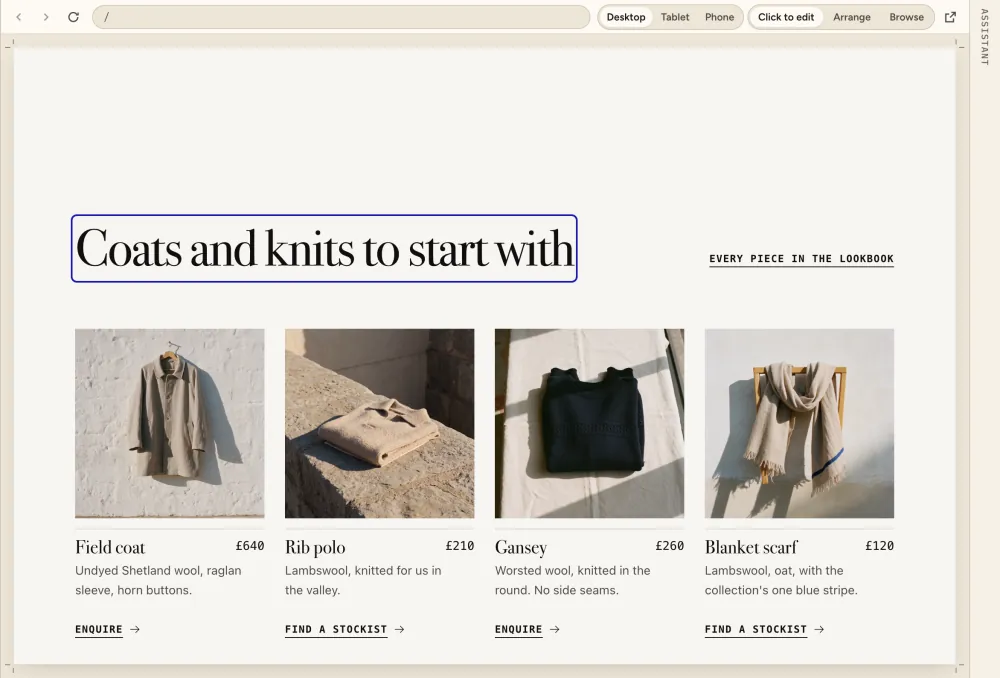 /
Desktop
Tablet
Phone
Click to edit
Arrange
Browse
ASSISTANT
Coats and knits to start with
EVERY PIECE IN THE LOOKBOOK
Field coat £640
Undyed Shetland wool, raglan
sleeve, horn buttons.
ENQUIRE →
Rib polo £210
Lambswool, knitted for us in
the valley.
FIND A STOCKIST →
Gansey £260
Worsted wool, knitted in the
round. No side seams.
ENQUIRE →
Blanket scarf £120
Lambswool, oat, with the
collection's one blue stripe.
FIND A STOCKIST →